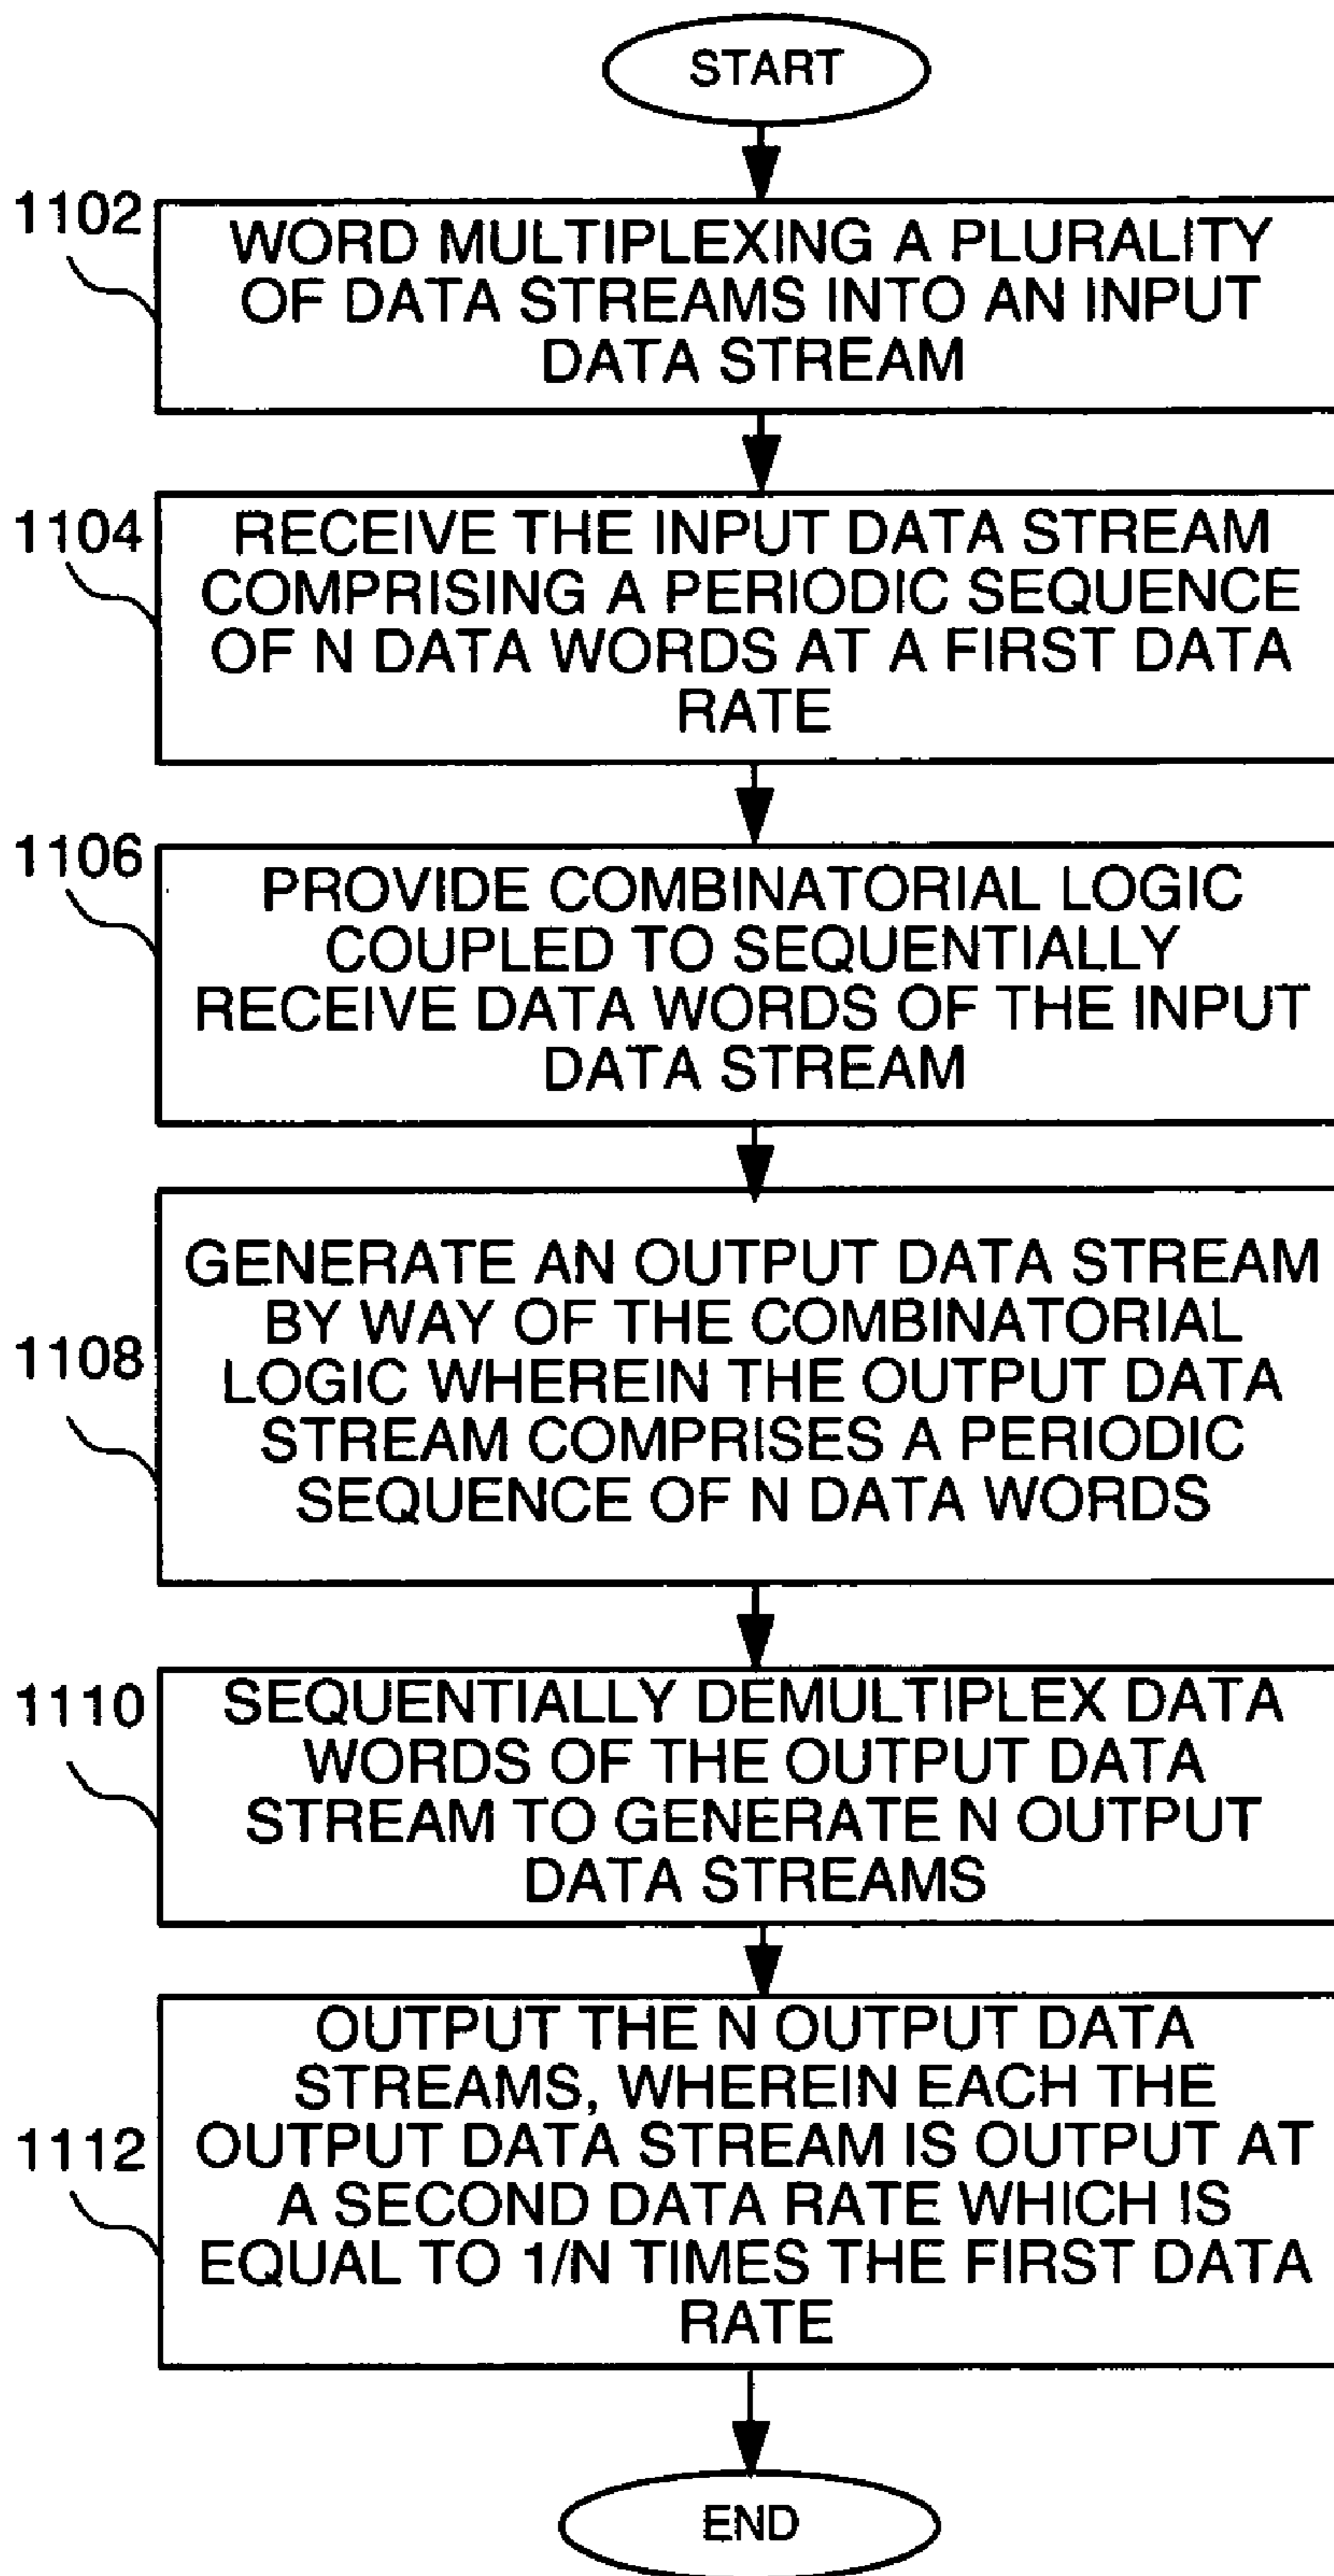 START
1102
WORD MULTIPLEXING A PLURALITY
OF DATA STREAMS INTO AN INPUT
DATA STREAM
1104
RECEIVE THE INPUT DATA STREAM
COMPRISING A PERIODIC SEQUENCE
OF N DATA WORDS AT A FIRST DATA
RATE
1106
PROVIDE COMBINATORIAL LOGIC
COUPLED TO SEQUENTIALLY
RECEIVE DATA WORDS OF THE INPUT
DATA STREAM
1108
GENERATE AN OUTPUT DATA STREAM
BY WAY OF THE COMBINATORIAL
LOGIC WHEREIN THE OUTPUT DATA
STREAM COMPRISES A PERIODIC
SEQUENCE OF N DATA WORDS
1110
SEQUENTIALLY DEMULTIPLEX DATA
WORDS OF THE OUTPUT DATA
STREAM TO GENERATE N OUTPUT
DATA STREAMS
1112
OUTPUT THE N OUTPUT DATA
STREAMS, WHEREIN EACH THE
OUTPUT DATA STREAM IS OUTPUT AT
A SECOND DATA RATE WHICH IS
EQUAL TO 1/N TIMES THE FIRST DATA
RATE
END